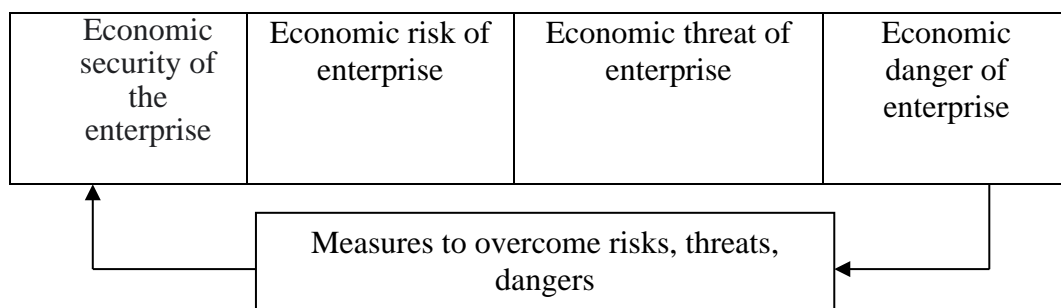 Economic
security of
the
enterprise
Economic risk of
enterprise
Economic threat of
enterprise
Economic
danger of
enterprise
Measures to overcome risks, threats,
dangers